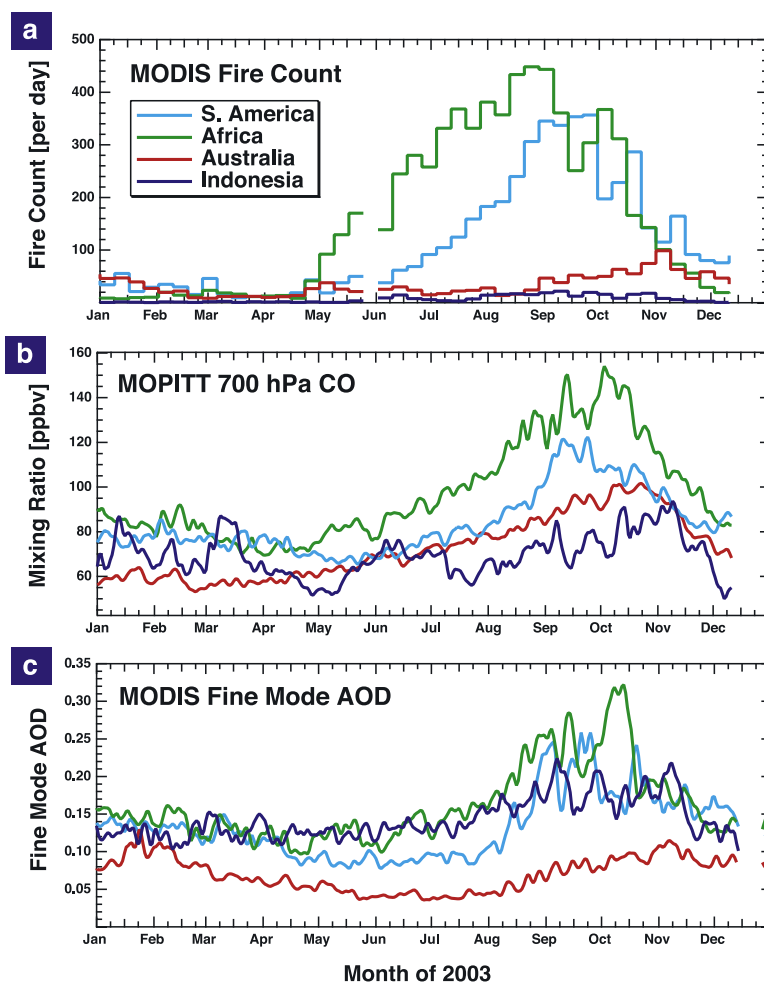 a
500
400
300
200
100
Fire Count [per day]
MODIS Fire Count
S. America
Africa
Australia
Indonesia
Jan Feb Mar Apr May Jun Jul Aug Sep Oct Nov Dec
b
160
140
120
100
80
60
Mixing Ratio [ppbv]
MOPITT 700 hPa CO
Jan Feb Mar Apr May Jun Jul Aug Sep Oct Nov Dec
c
0.35
0.30
0.25
0.20
0.15
0.10
0.05
Fine Mode AOD
MODIS Fine Mode AOD
Jan Feb Mar Apr May Jun Jul Aug Sep Oct Nov Dec
Month of 2003